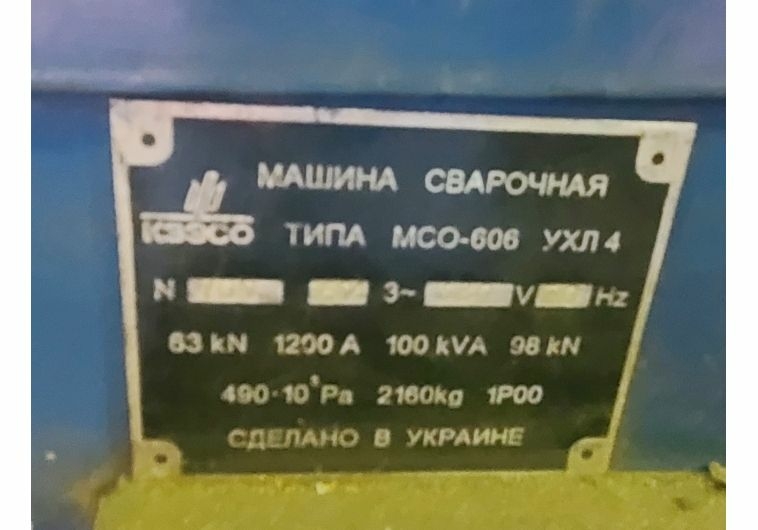 МАШИНА СВАРОЧНАЯ
КЗЭСО ТИПА МСО-606 УХЛ 4
N 3~ V Hz
63 kN 1200 A 100 kVA 98 kN
490·10³Pa 2160kg 1P00
СДЕЛАНО В УКРАИНЕ